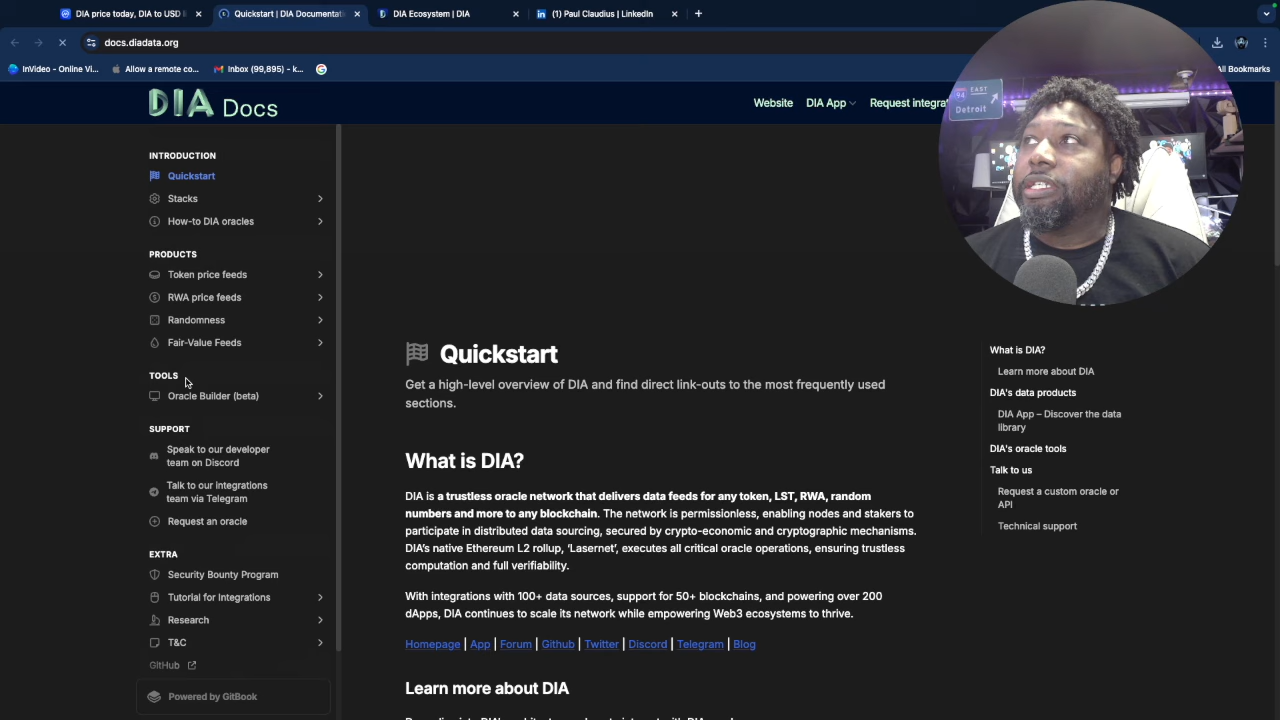 DIA price today, DIA to USD l
Quickstart | DIA Documentati
DIA Ecosystem | DIA
(1) Paul Claudius | LinkedIn
docs.diadata.org
InVideo - Online Vi...
Allow a remote co...
Inbox (99,895) - k...
All Bookmarks
DIA Docs
Website
DIA App
Request integrat
94 EAST
Detroit
INTRODUCTION
Quickstart
Stacks
How-to DIA oracles
PRODUCTS
Token price feeds
RWA price feeds
Randomness
Fair-Value Feeds
TOOLS
Oracle Builder (beta)
SUPPORT
Speak to our developer
team on Discord
Talk to our integrations
team via Telegram
Request an oracle
EXTRA
Security Bounty Program
Tutorial for Integrations
Research
T&C
GitHub
Powered by GitBook
Quickstart
Get a high-level overview of DIA and find direct link-outs to the most frequently used
sections.
What is DIA?
DIA is a trustless oracle network that delivers data feeds for any token, LST, RWA, random
numbers and more to any blockchain. The network is permissionless, enabling nodes and stakers to
participate in distributed data sourcing, secured by crypto-economic and cryptographic mechanisms.
DIA's native Ethereum L2 rollup, 'Lasernet', executes all critical oracle operations, ensuring trustless
computation and full verifiability.
With integrations with 100+ data sources, support for 50+ blockchains, and powering over 200
dApps, DIA continues to scale its network while empowering Web3 ecosystems to thrive.
Homepage | App | Forum | Github | Twitter | Discord | Telegram | Blog
Learn more about DIA
What is DIA?
Learn more about DIA
DIA's data products
DIA App – Discover the data
library
DIA's oracle tools
Talk to us
Request a custom oracle or
API
Technical support